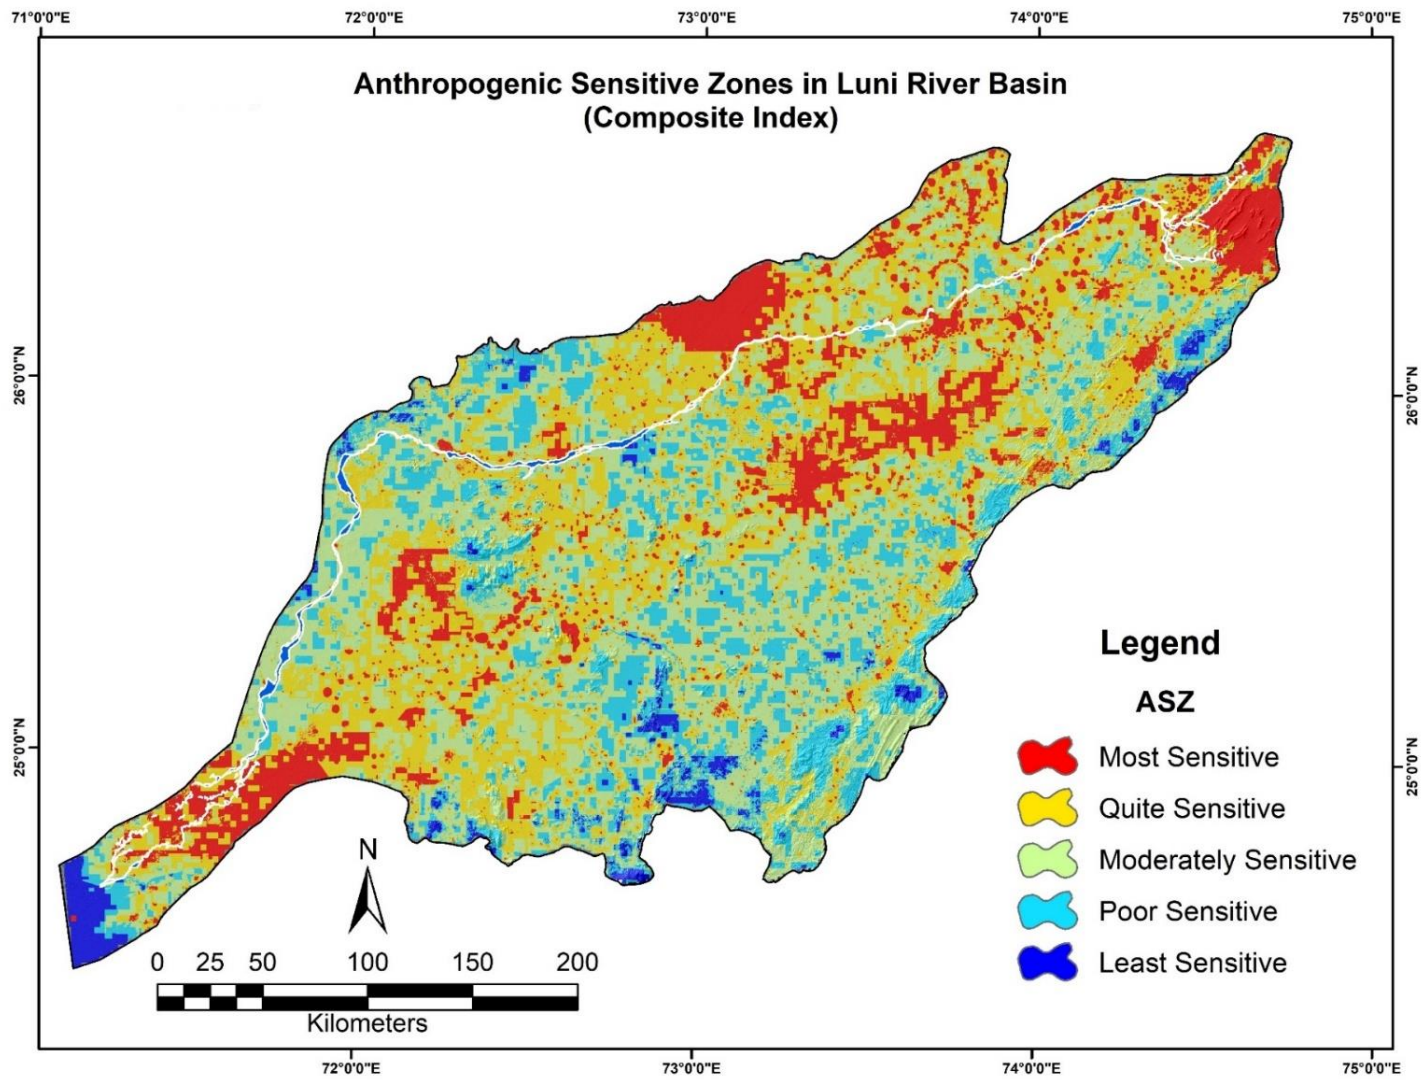 71°0'0"E 72°0'0"E 73°0'0"E 74°0'0"E 75°0'0"E
Anthropogenic Sensitive Zones in Luni River Basin
(Composite Index)
26°0'0"N 26°0'0"N
25°0'0"N 25°0'0"N
Legend
ASZ
Most Sensitive
Quite Sensitive
Moderately Sensitive
Poor Sensitive
Least Sensitive
N
0 25 50 100 150 200
Kilometers
72°0'0"E 73°0'0"E 74°0'0"E 75°0'0"E